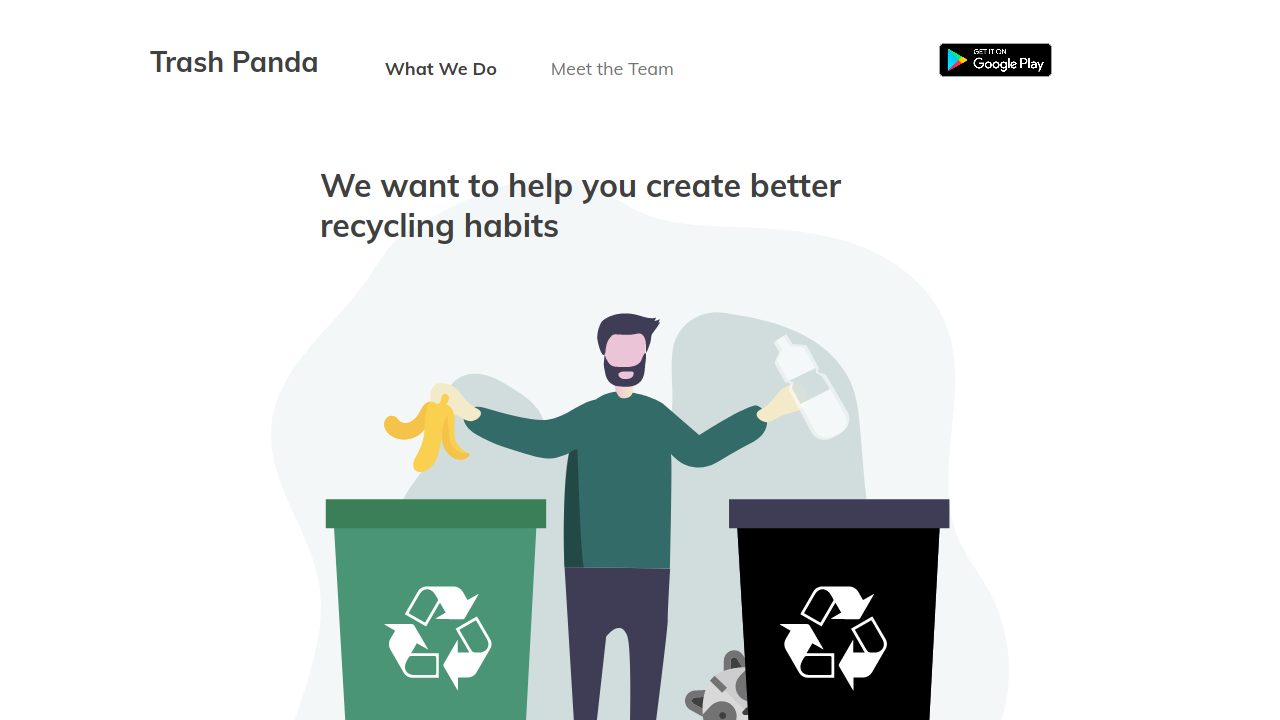 Trash Panda
What We Do
Meet the Team
GET IT ON
Google Play
We want to help you create better
recycling habits